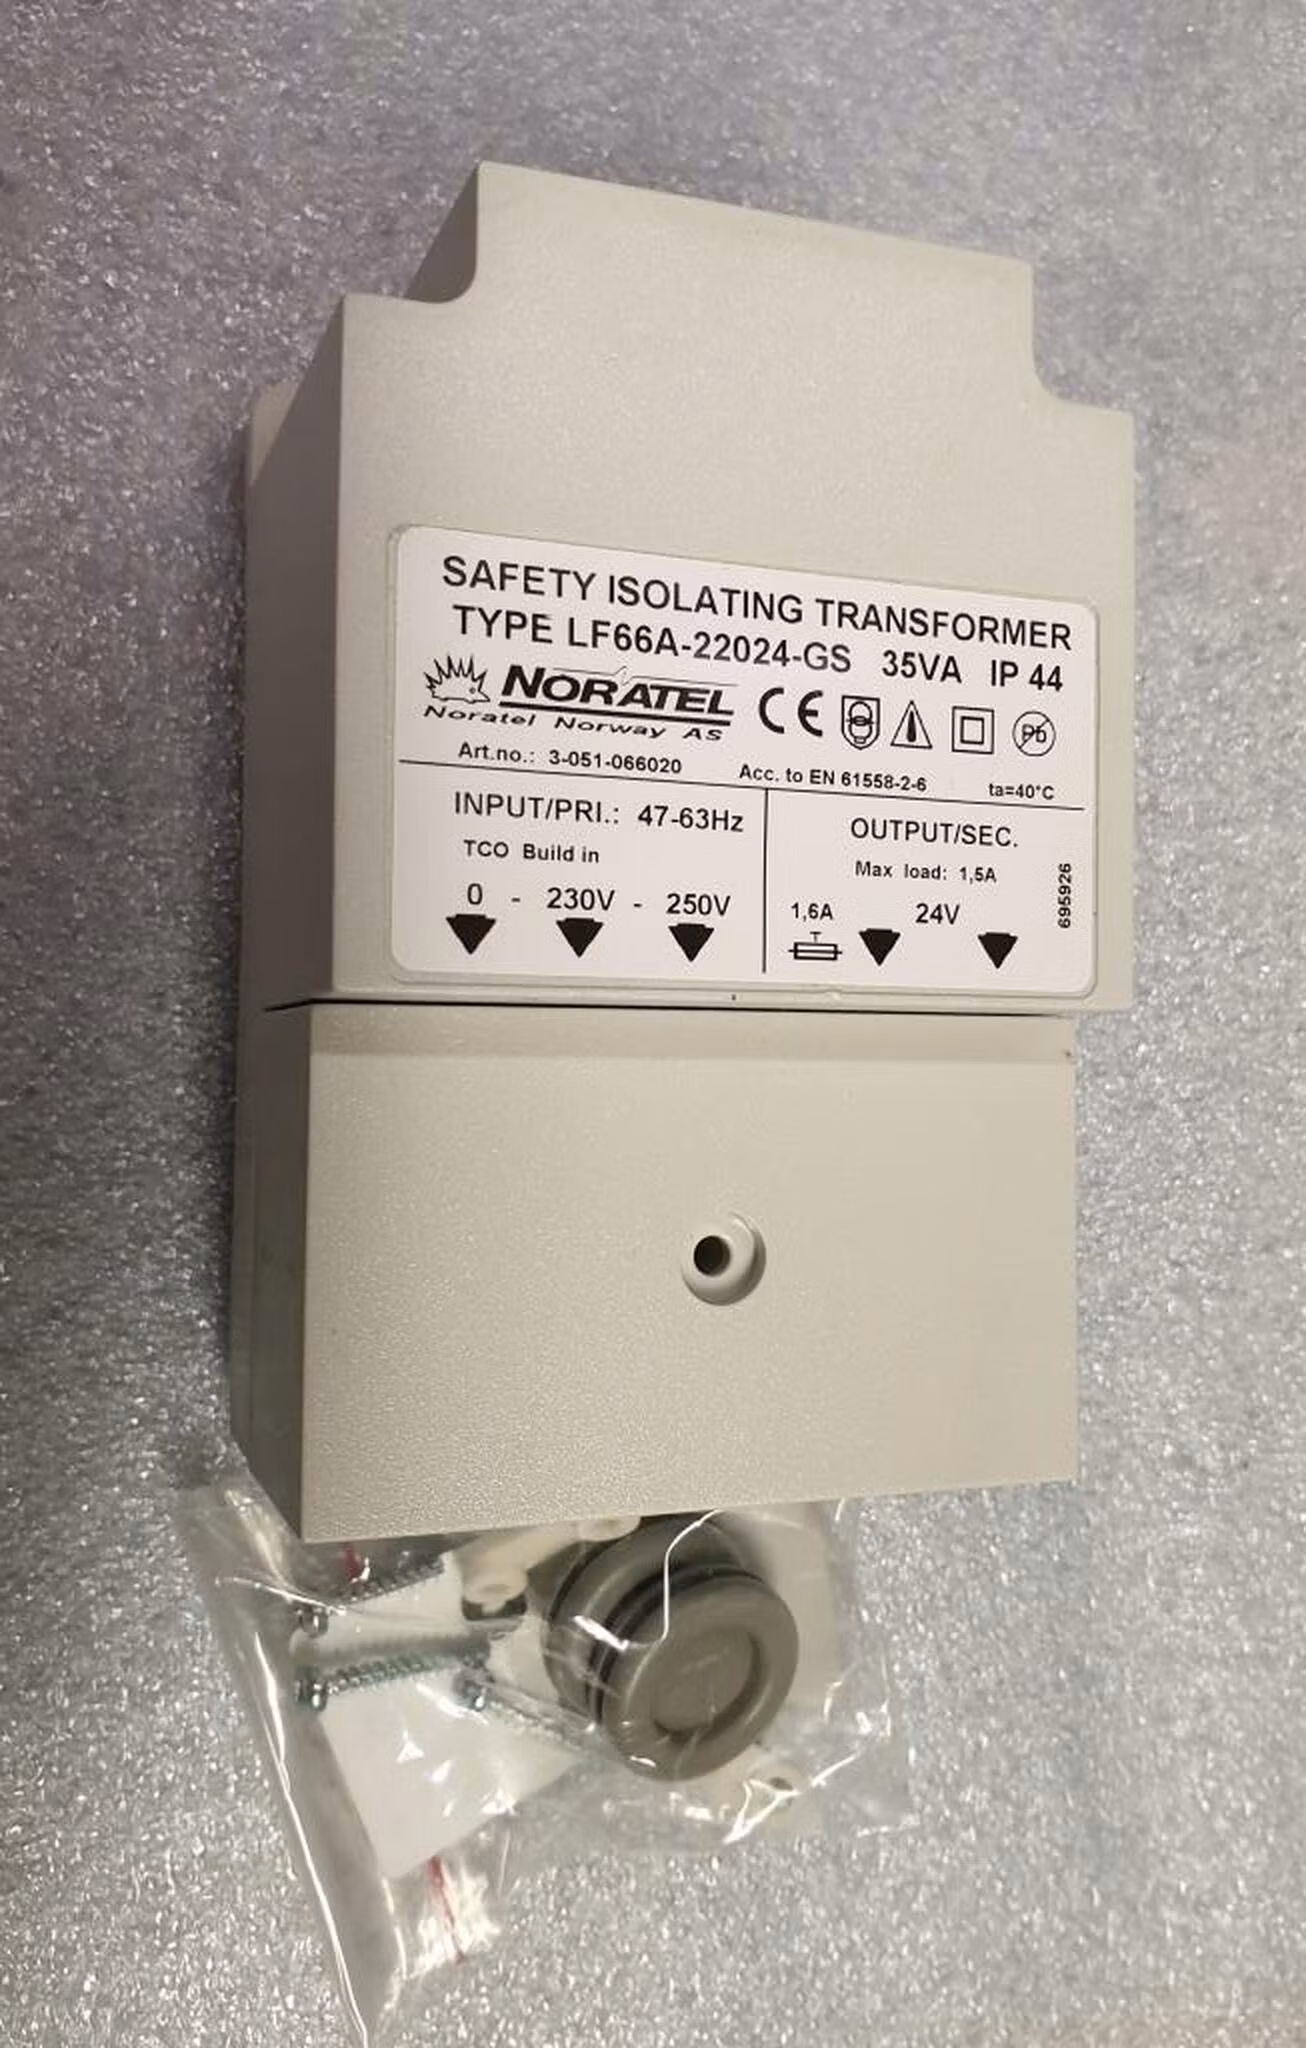 SAFETY ISOLATING TRANSFORMER
TYPE LF66A-22024-GS 35VA IP 44
NORATEL CE Pb
Noratel Norway AS
Art.no.: 3-051-066020 Acc. to EN 61558-2-6 ta=40°C
INPUT/PRI.: 47-63Hz
TCO Build in
0 - 230V - 250V
OUTPUT/SEC.
Max load: 1,5A
1,6A 24V
T
695926